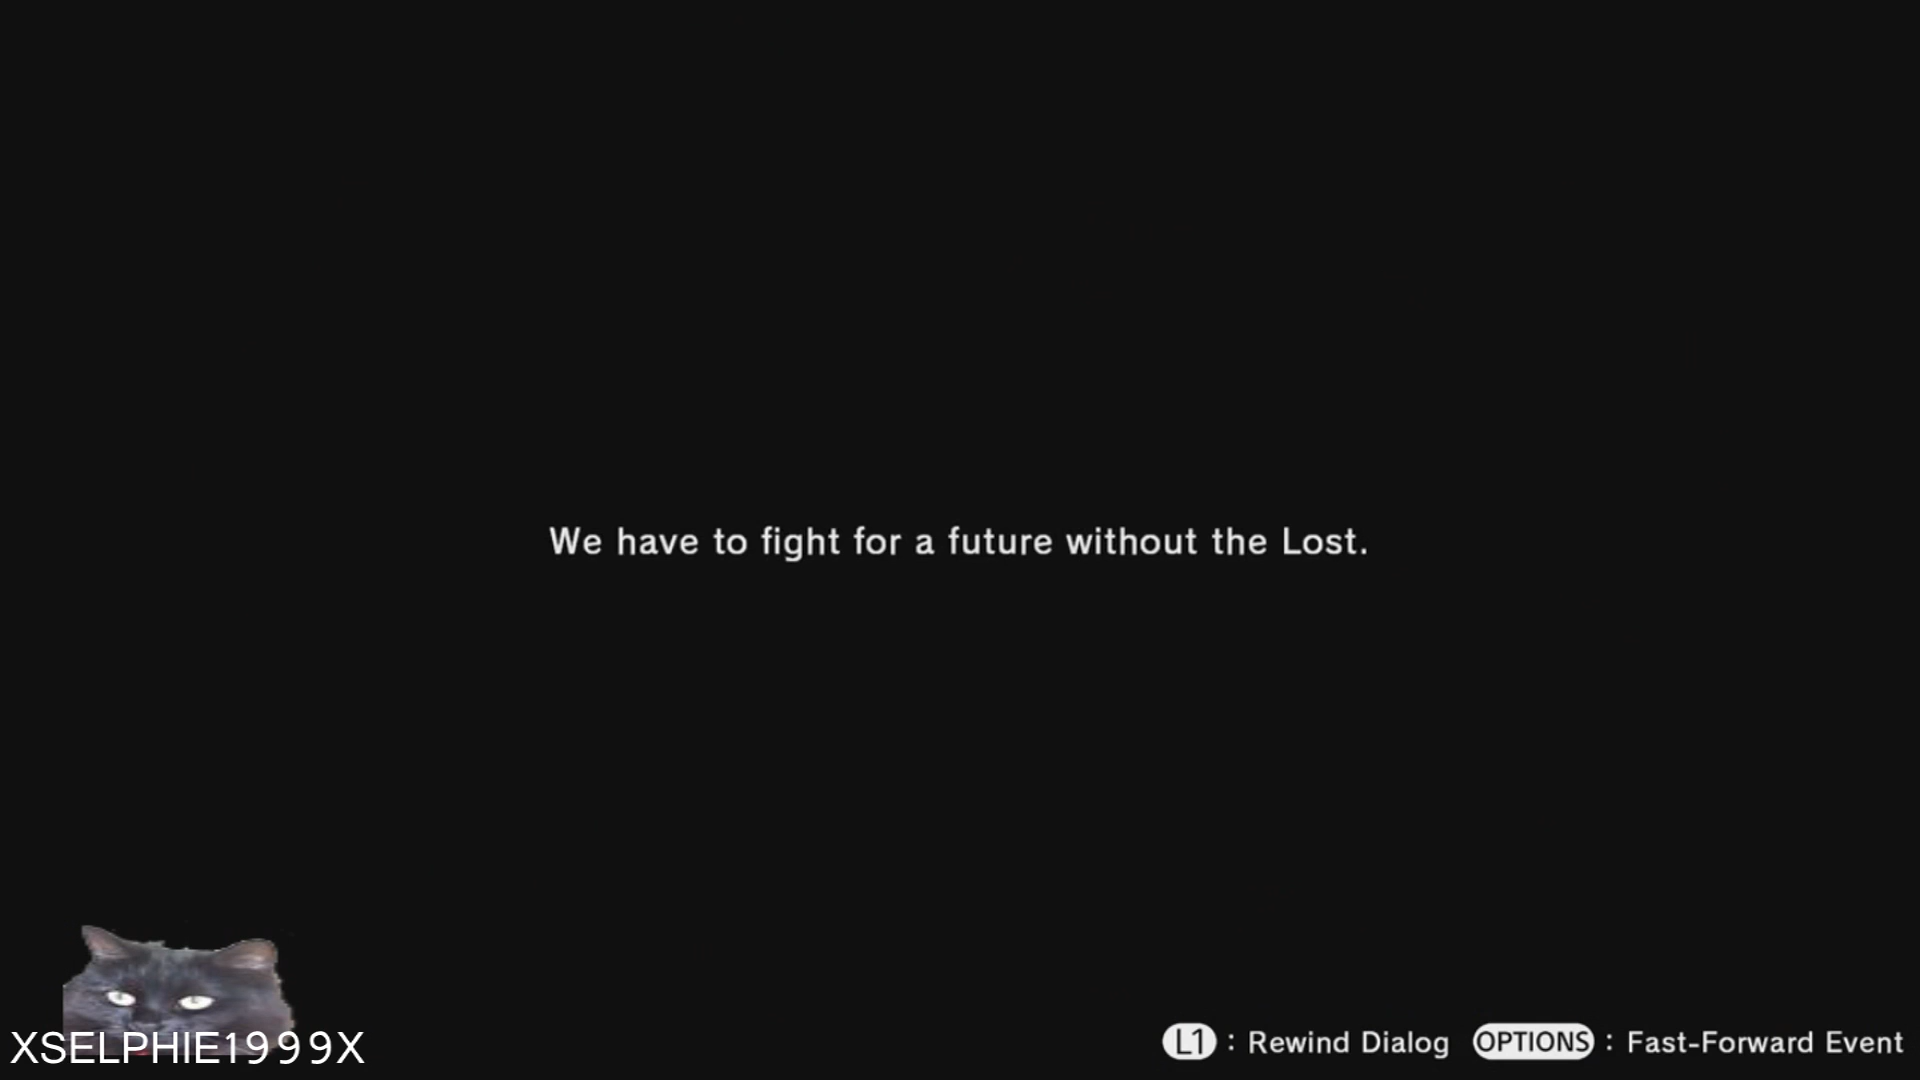 We have to fight for a future without the Lost.
XSELPHIE1999X
L1 : Rewind Dialog OPTIONS : Fast-Forward Event